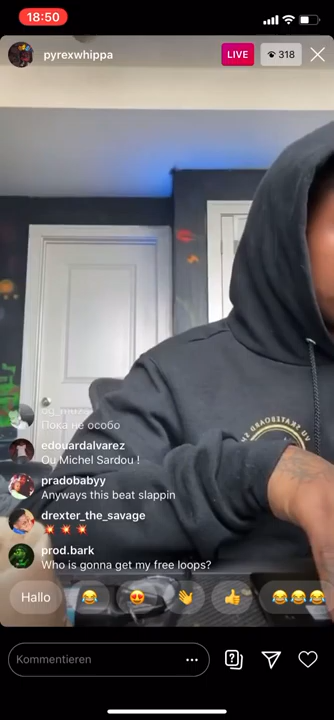 18:50
pyrexwhippa
LIVE
318
Пока не особо
edouardalvarez
Ou Michel Sardou !
pradobabyy
Anyways this beat slappin
drexter_the_savage
💥💥💥
prod.bark
Who is gonna get my free loops?
Hallo
Kommentieren